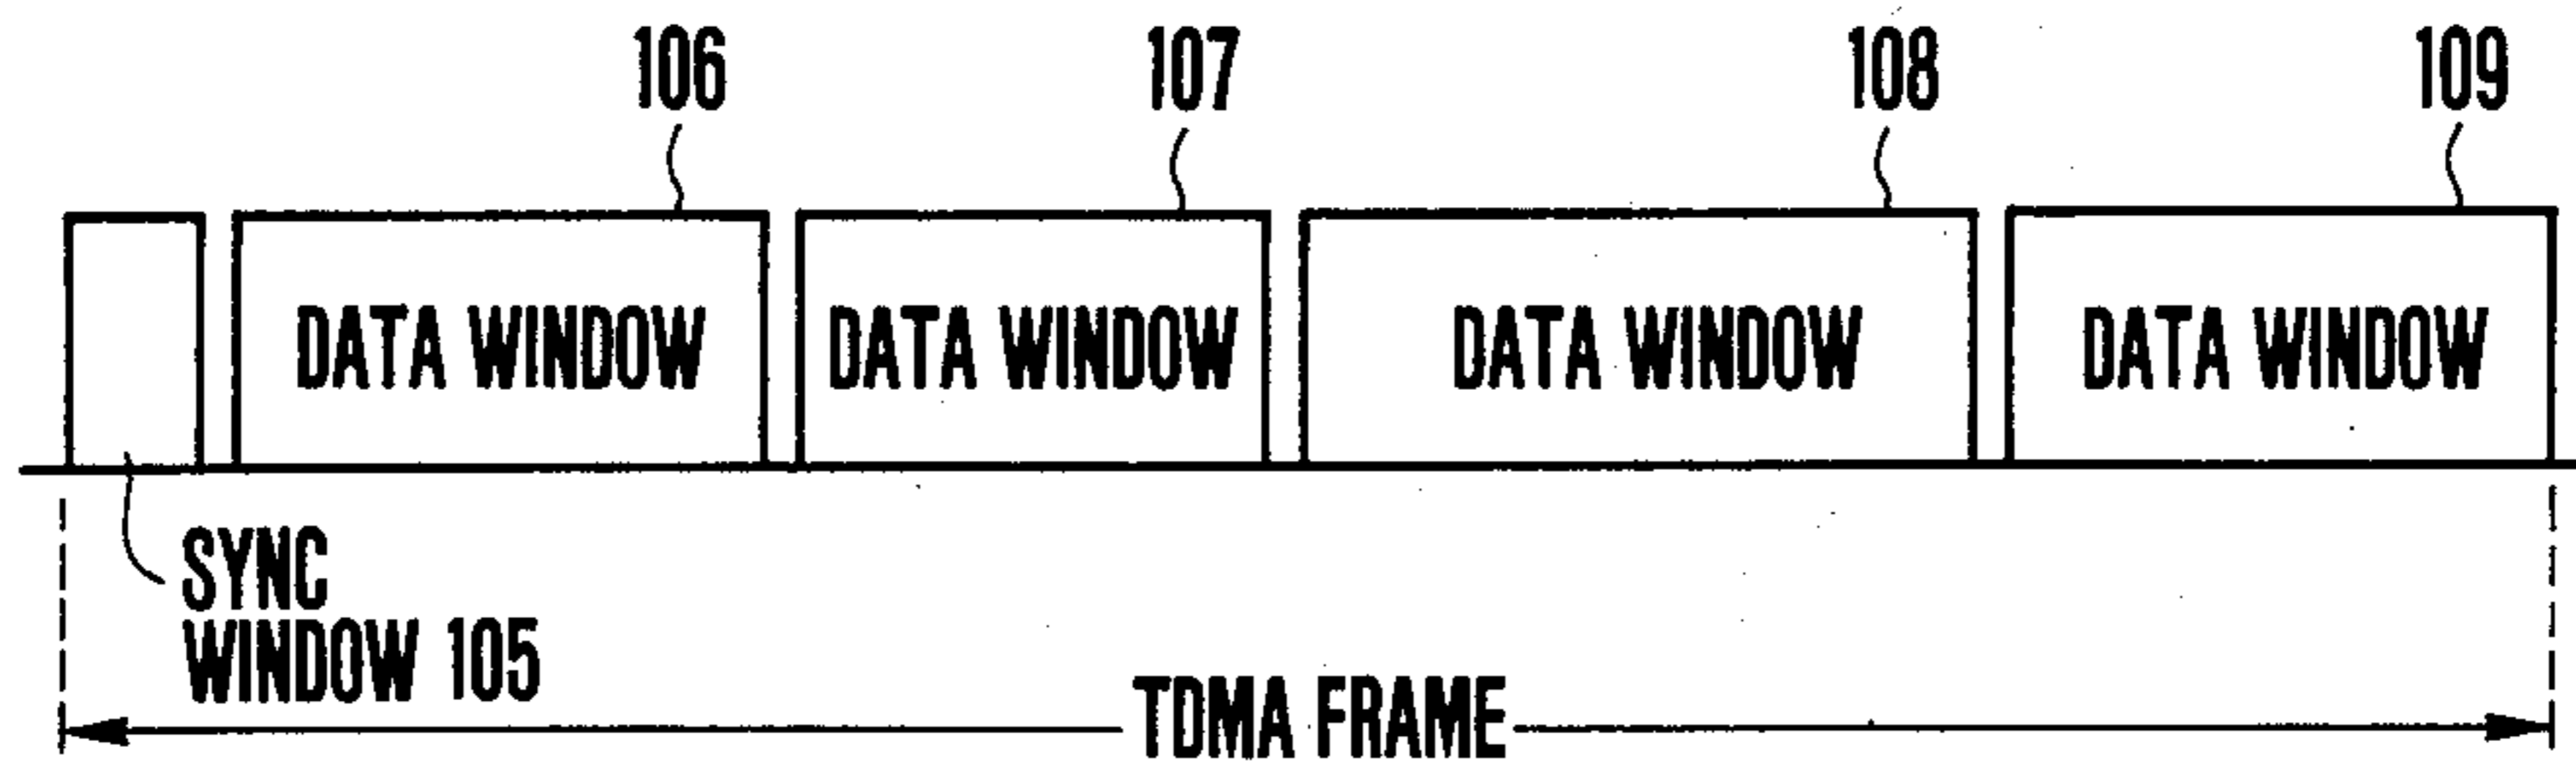 106 107 108 109
DATA WINDOW DATA WINDOW DATA WINDOW DATA WINDOW
SYNC
WINDOW 105
TDMA FRAME